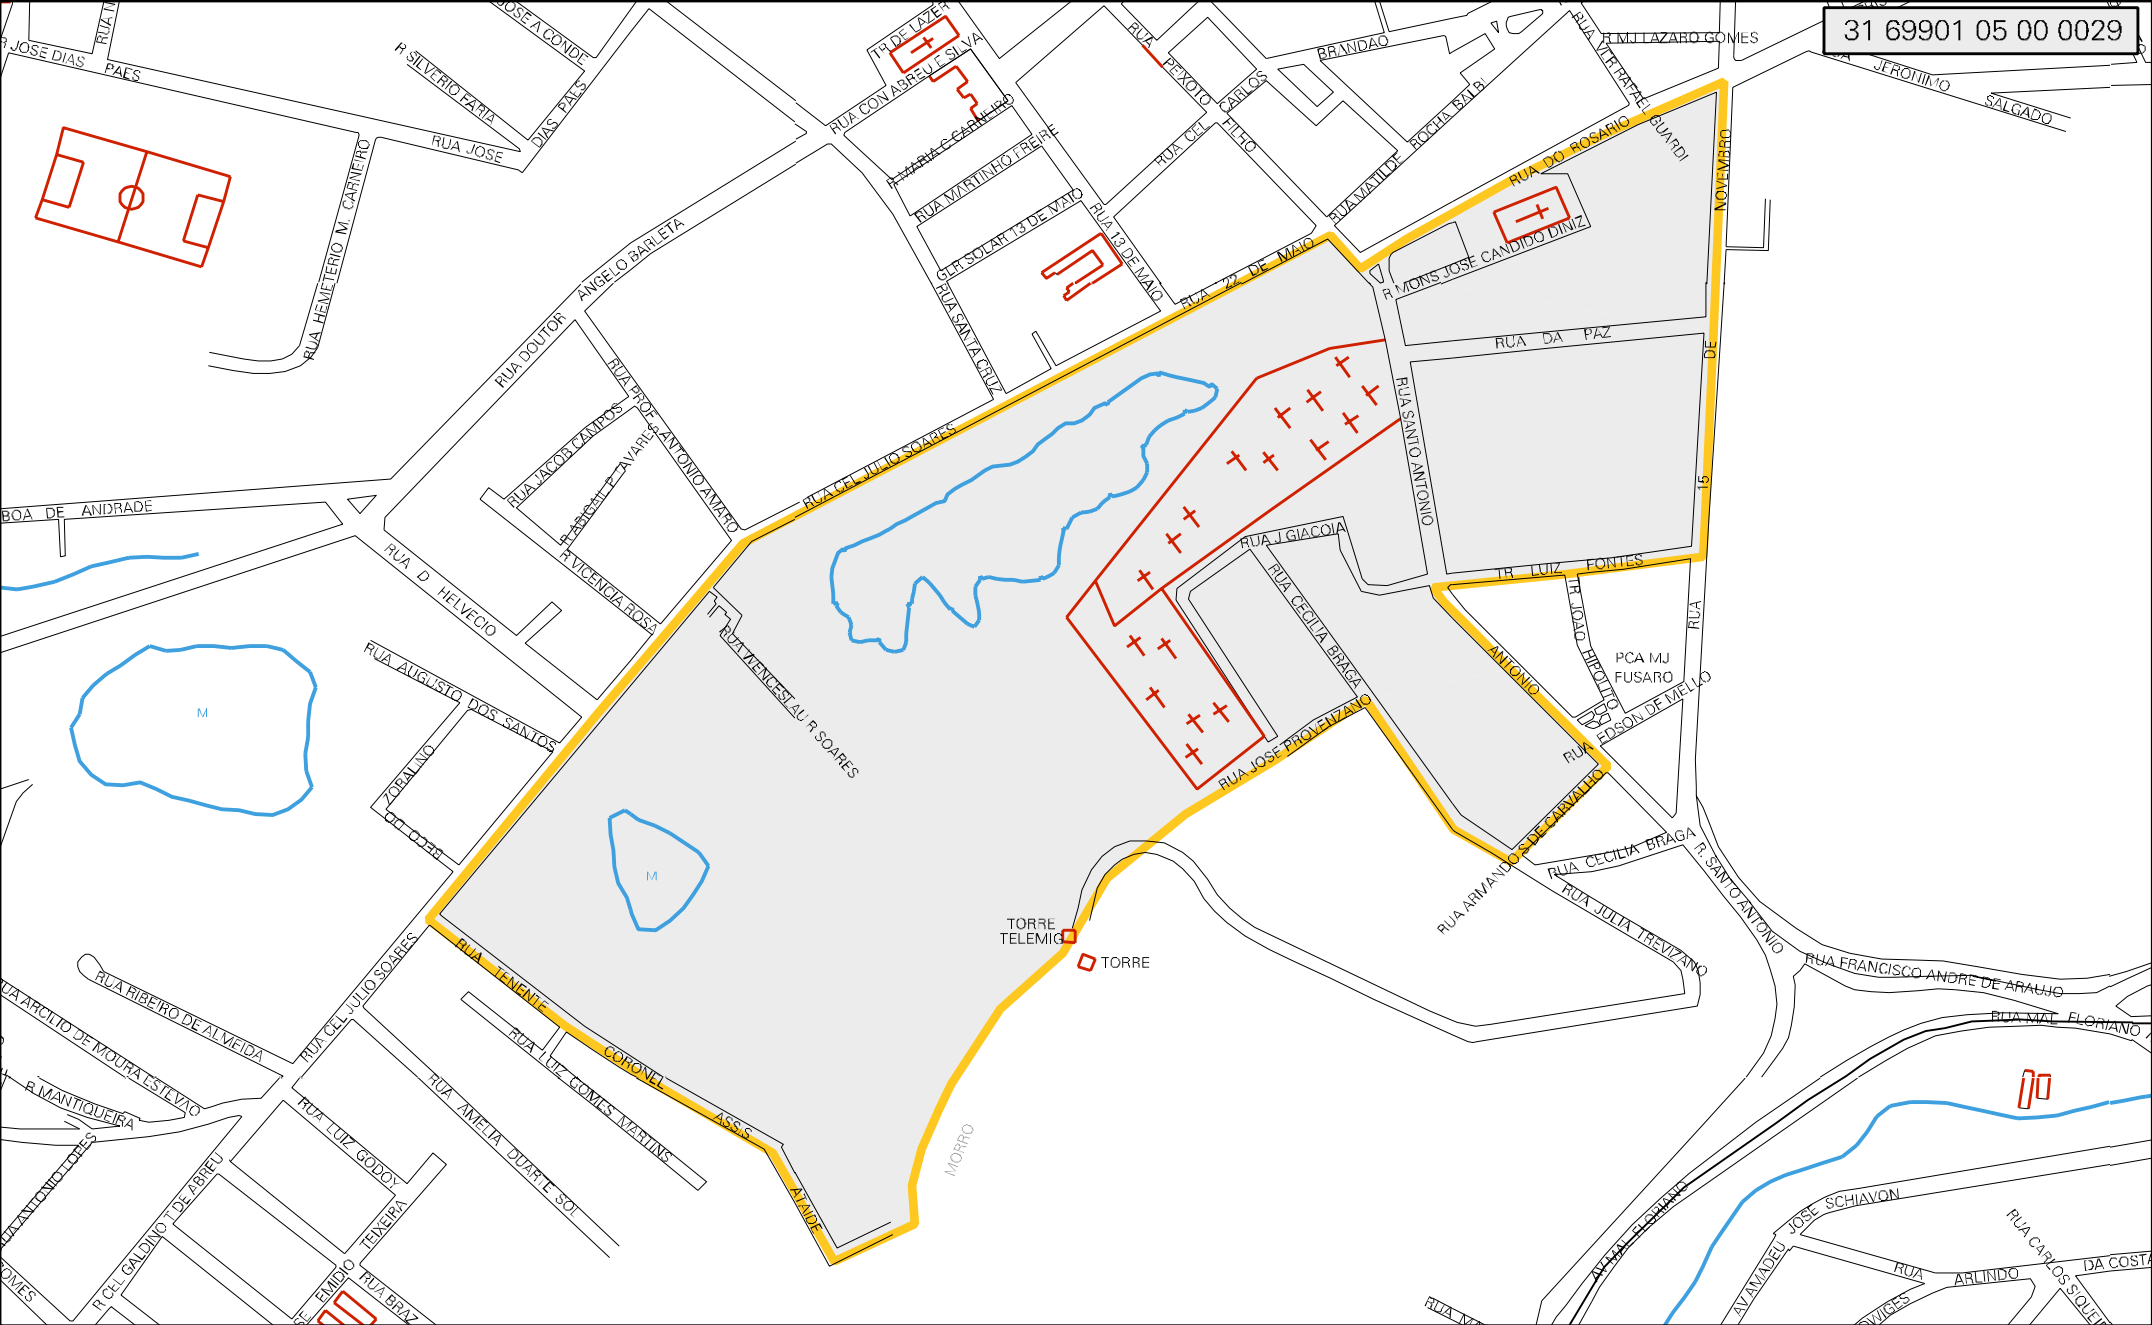 31 69901 05 00 0029
JOSE A CONDE
TR DE LAZER
RUA CON ABREU E SILVA
RUA PEIXOTO FILHO
BRANDAO
R MJ LAZARO GOMES
JERONIMO SALGADO
R JOSE DIAS PAES
R SILVERIO FARIA
DIAS PAES
RUA JOSE
RUA CEL CARLOS
ROCHA BALBI
RUA MATILDE
RUA VER RAFAEL GUARDI
RUA DO ROSARIO
R MARIA C CARNEIRO
RUA MARTINHO FREIRE
GLR SOLAR 13 DE MAIO
RUA 13 DE MAIO
RUA HEMETERIO M. CARNEIRO
RUA DOUTOR ANGELO BARLETA
RUA SANTA CRUZ
RCA 22 DE MAIO
R MONS JOSE CANDIDO DINIZ
RUA DA PAZ
RUA 15 DE NOVEMBRO
RUA PROF ANTONIO AMARO
RUA JACOB CAMPOS
R ABIGAIL P TAVARES
R VICENCIA ROSA
RUA CEL JULIO SOARES
RUA SANTO ANTONIO
BOA DE ANDRADE
RUA D HELVECIO
RUA J GIACOIA
RUA CECILIA BRAGA
TR LUIZ FONTES
TR JOAO HIPOLITO
PCA MJ
FUSARO
RUA EDSON DE MELLO
ANTONIO
RUA AUGUSTO DOS SANTOS
M
RUA WENCESLAU R SOARES
RUA JOSE PROVENZANO
BECO DO ZORALINO
M
RUA ARMANDO S DE CARVALHO
RUA CECILIA BRAGA
R. SANTO ANTONIO
RUA JULIA TREVIZANO
TORRE
TELEMIG
TORRE
RUA FRANCISCO ANDRE DE ARAUJO
RUA MAL FLORIANO
RUA TENENTE CORONEL ASSIS ATAIDE
RUA CEL JULIO SOARES
RUA RIBEIRO DE ALMEIDA
RUA ARCILIO DE MOURA ESTEVAO
R MANTIQUEIRA
RUA LUIZ GOMES MARTINS
RUA AMELIA DUARTE SOL
RUA LUIZ GODOY
MORRO
RUA ANTONIO LOPES
R CEL GALDINO T DE ABREU
EMIDIO TEIXEIRA
RUA BRAZ
GOMES
AV MAL FLORIANO
JOSE SCHIAVON
AV AMADEU
RUA ARLINDO DA COSTA
RUA CARLOS SIQUEI